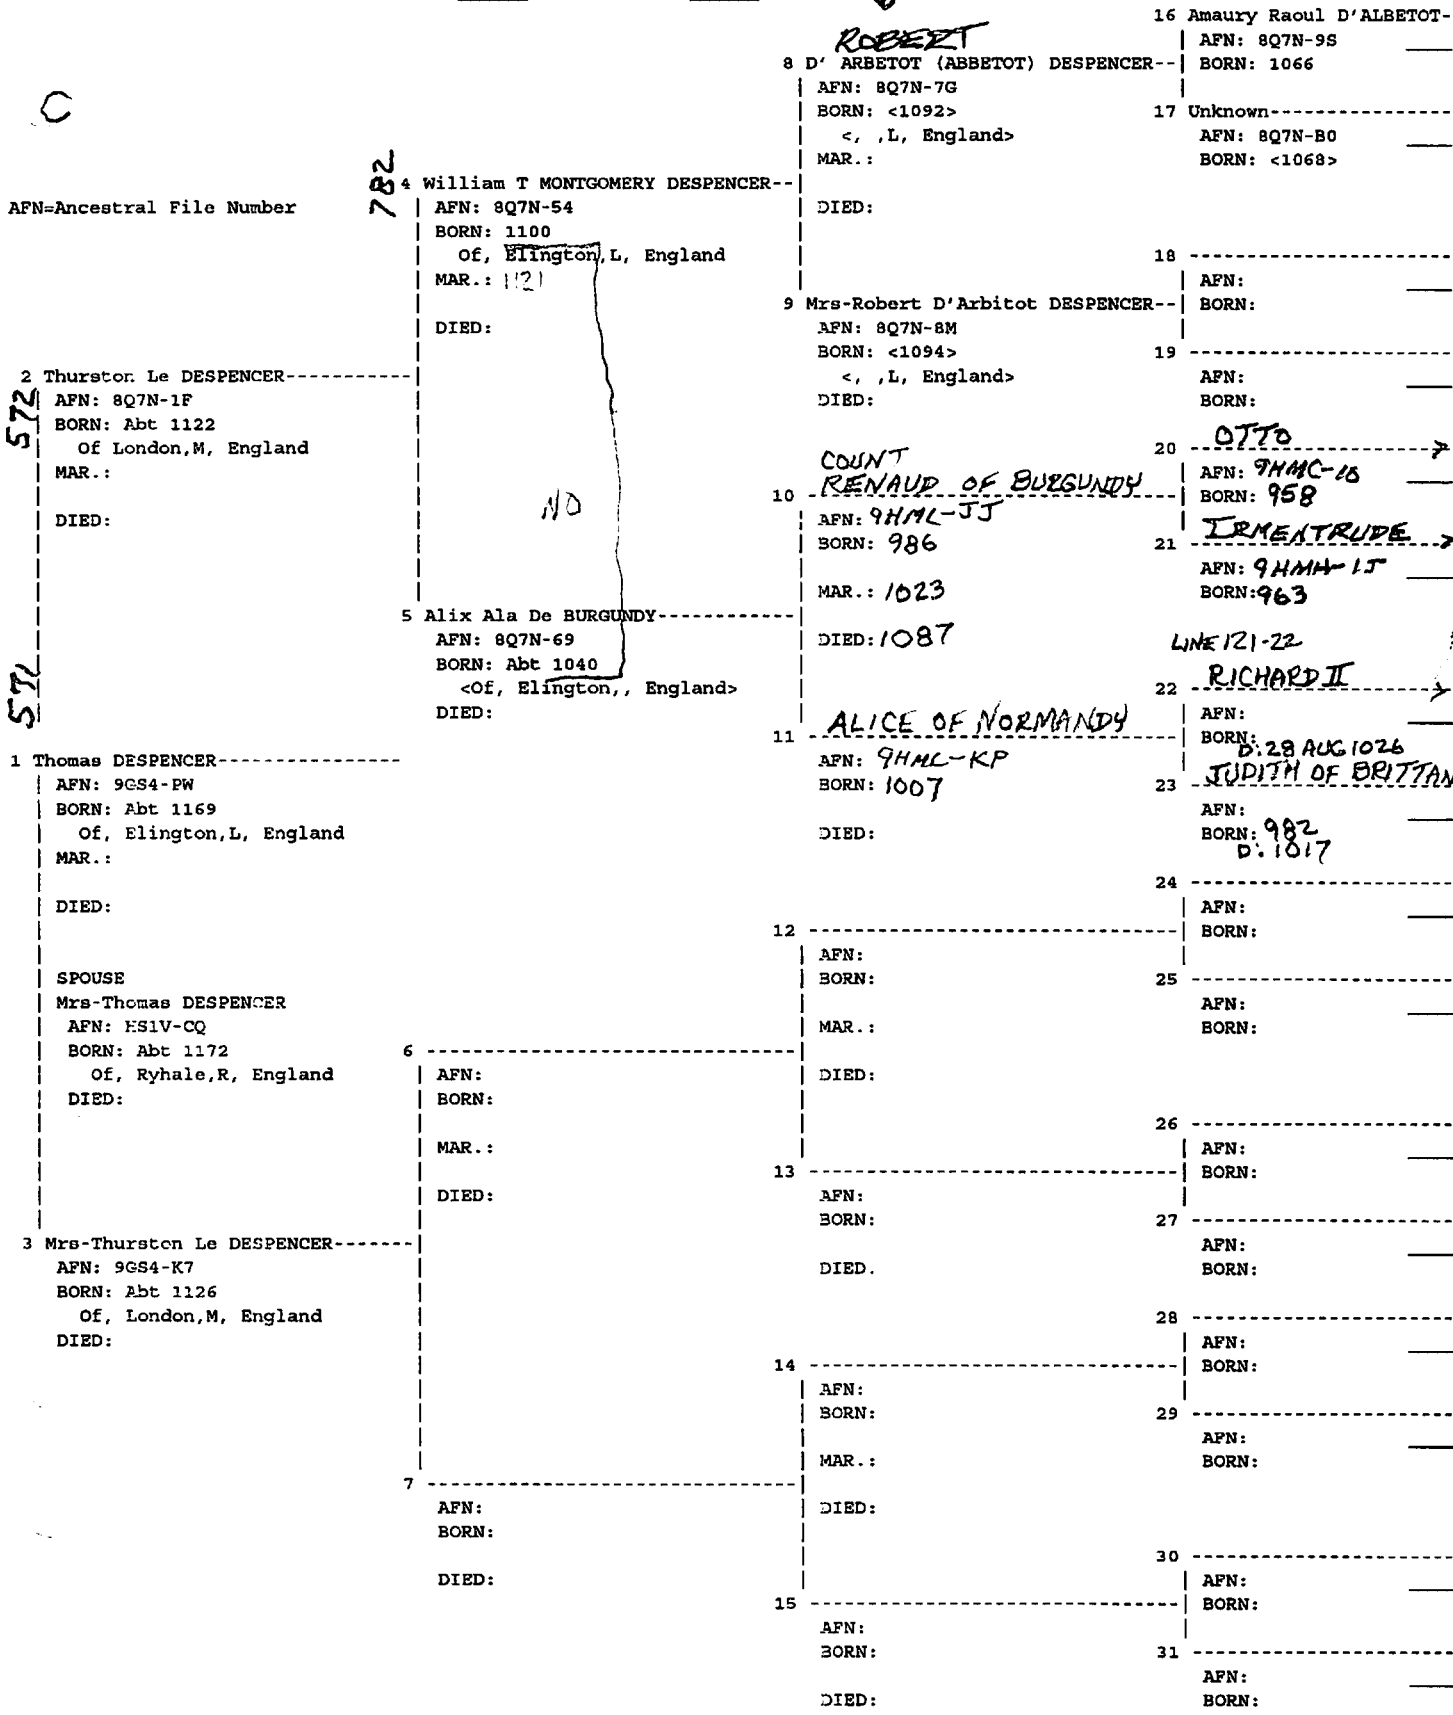 C
AFN=Ancestral File Number
572
2 Thurston Le DESPENCER-----------
AFN: 8Q7N-1F
BORN: Abt 1122
Of London,M, England
MAR.:
DIED:
571
1 Thomas DESPENCER---------------
AFN: 9GS4-PW
BORN: Abt 1169
Of, Elington,L, England
MAR.:
DIED:
SPOUSE
Mrs-Thomas DESPENCER
AFN: HS1V-CQ
BORN: Abt 1172
Of, Ryhale,R, England
DIED:
3 Mrs-Thurston Le DESPENCER-------
AFN: 9GS4-K7
BORN: Abt 1126
Of, London,M, England
DIED:
782
4 William T MONTGOMERY DESPENCER--
AFN: 8Q7N-54
BORN: 1100
Of, Elington,L, England
MAR.: 1121
DIED:
NO
5 Alix Ala De BURGUNDY------------
AFN: 8Q7N-69
BORN: Abt 1040
<Of, Elington,, England>
DIED:
6 --------------------------------
AFN:
BORN:
MAR.:
DIED:
7 --------------------------------
AFN:
BORN:
DIED:
ROBERT
8 D' ARBETOT (ABBETOT) DESPENCER--
AFN: 8Q7N-7G
BORN: <1092>
<, ,L, England>
MAR.:
DIED:
9 Mrs-Robert D'Arbitot DESPENCER--
AFN: 8Q7N-8M
BORN: <1094>
<, ,L, England>
DIED:
COUNT
10 RENAUD OF BURGUNDY
AFN: 9HML-JJ
BORN: 986
MAR.: 1023
DIED: 1087
11 ALICE OF NORMANDY
AFN: 9HML-KP
BORN: 1007
DIED:
12 --------------------------------
AFN:
BORN:
MAR.:
DIED:
13 --------------------------------
AFN:
BORN:
DIED.
14 --------------------------------
AFN:
BORN:
MAR.:
DIED:
15 --------------------------------
AFN:
BORN:
DIED:
16 Amaury Raoul D'ALBETOT-
AFN: 8Q7N-9S
BORN: 1066
17 Unknown-----------------
AFN: 8Q7N-B0
BORN: <1068>
18 -----------------------
AFN:
BORN:
19 -----------------------
AFN:
BORN:
20 OTTO
AFN: 9HMC-
BORN: 958
21 IRMENTRUDE
AFN: 9HMH-1J
BORN: 963
LINE 121-22
22 RICHARD II
AFN:
BORN:
D: 28 AUG 1026
23 JUDITH OF BRITTAN
AFN:
BORN: 982
D: 1017
24 -----------------------
AFN:
BORN:
25 -----------------------
AFN:
BORN:
26 -----------------------
AFN:
BORN:
27 -----------------------
AFN:
BORN:
28 -----------------------
AFN:
BORN:
29 -----------------------
AFN:
BORN:
30 -----------------------
AFN:
BORN:
31 -----------------------
AFN:
BORN: